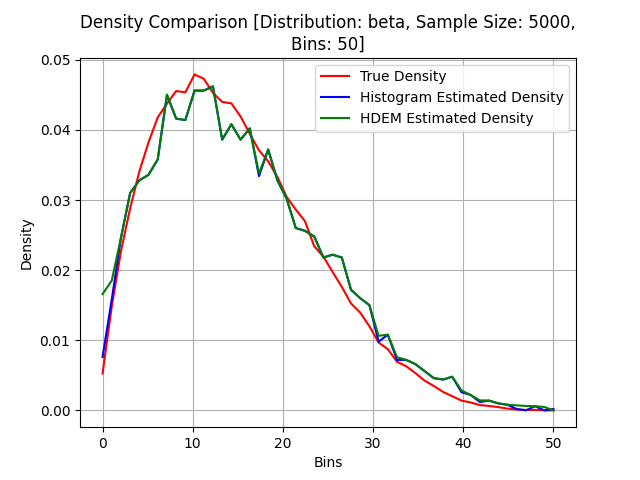 Density Comparison [Distribution: beta, Sample Size: 5000,
Bins: 50]
True Density
Histogram Estimated Density
HDEM Estimated Density
Density
0.05
0.04
0.03
0.02
0.01
0.00
0 10 20 30 40 50
Bins